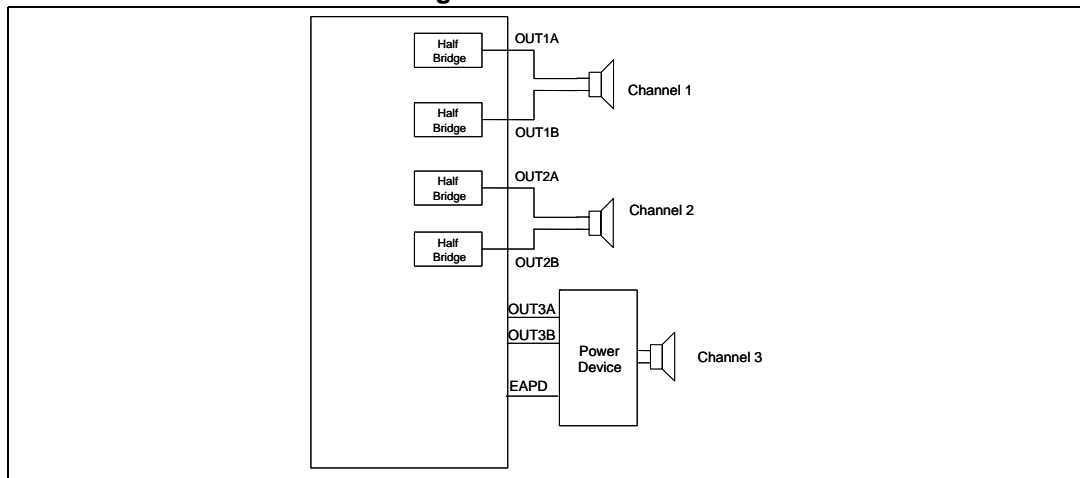 Half
Bridge
OUT1A
Channel 1
Half
Bridge
OUT1B
Half
Bridge
OUT2A
Channel 2
Half
Bridge
OUT2B
OUT3A
OUT3B
Power
Device
Channel 3
EAPD